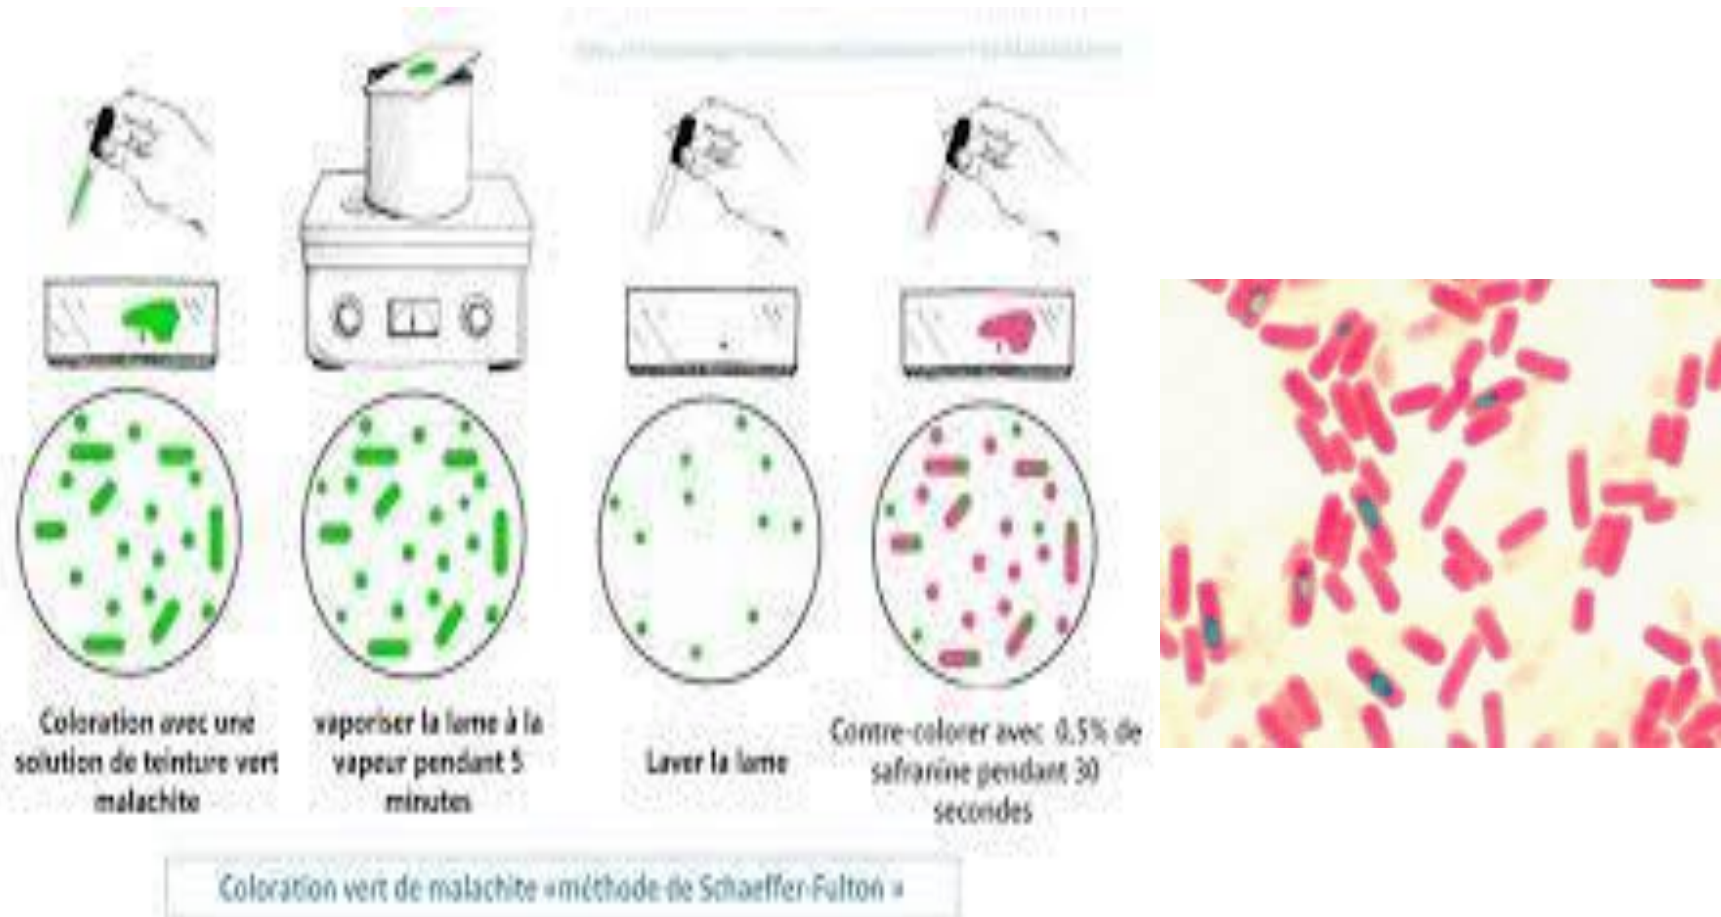 Coloration avec une
solution de teinture vert
malachite
vaporiser la lame à la
vapeur pendant 5
minutes
Laver la lame
Contre-colorer avec 0.5% de
safranine pendant 30
secondes
Coloration vert de malachite «méthode de Schaeffer-Fulton »